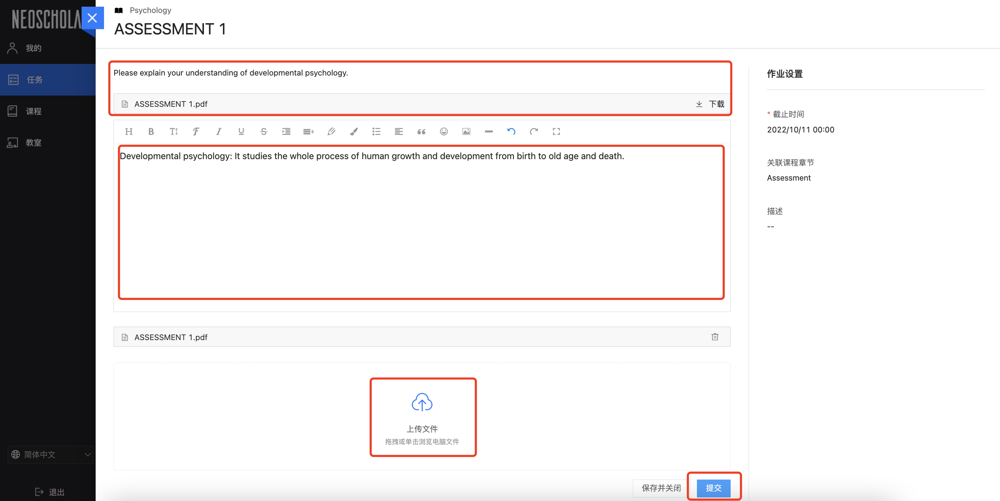 NEOSCHOLA
我的
任务
课程
教室
简体中文
退出
Psychology
ASSESSMENT 1
Please explain your understanding of developmental psychology.
ASSESSMENT 1.pdf
下载
Developmental psychology: It studies the whole process of human growth and development from birth to old age and death.
ASSESSMENT 1.pdf
上传文件
拖拽或单击浏览电脑文件
保存并关闭
提交
作业设置
* 截止时间
2022/10/11 00:00
关联课程章节
Assessment
描述
--